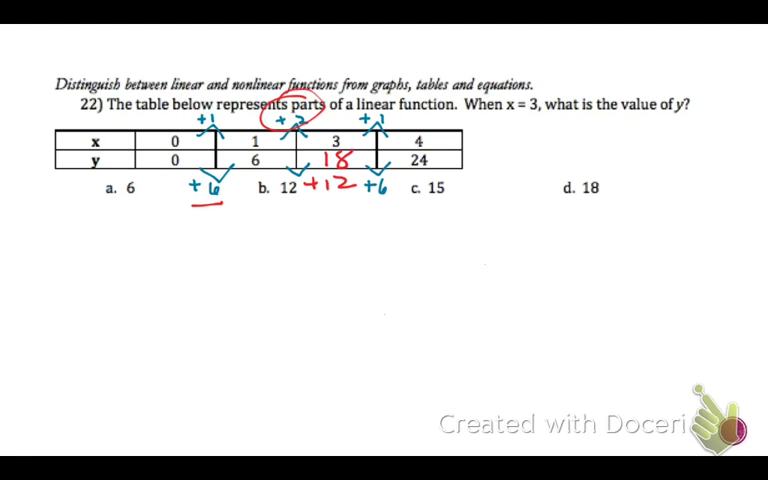 Distinguish between linear and nonlinear functions from graphs, tables and equations.
22) The table below represents parts of a linear function. When x = 3, what is the value of y?
+1 +2 +1
x 0 1 3 4
y 0 6 18 24
a. 6 +6 b. 12 +12 +6 c. 15 d. 18
Created with Doceri